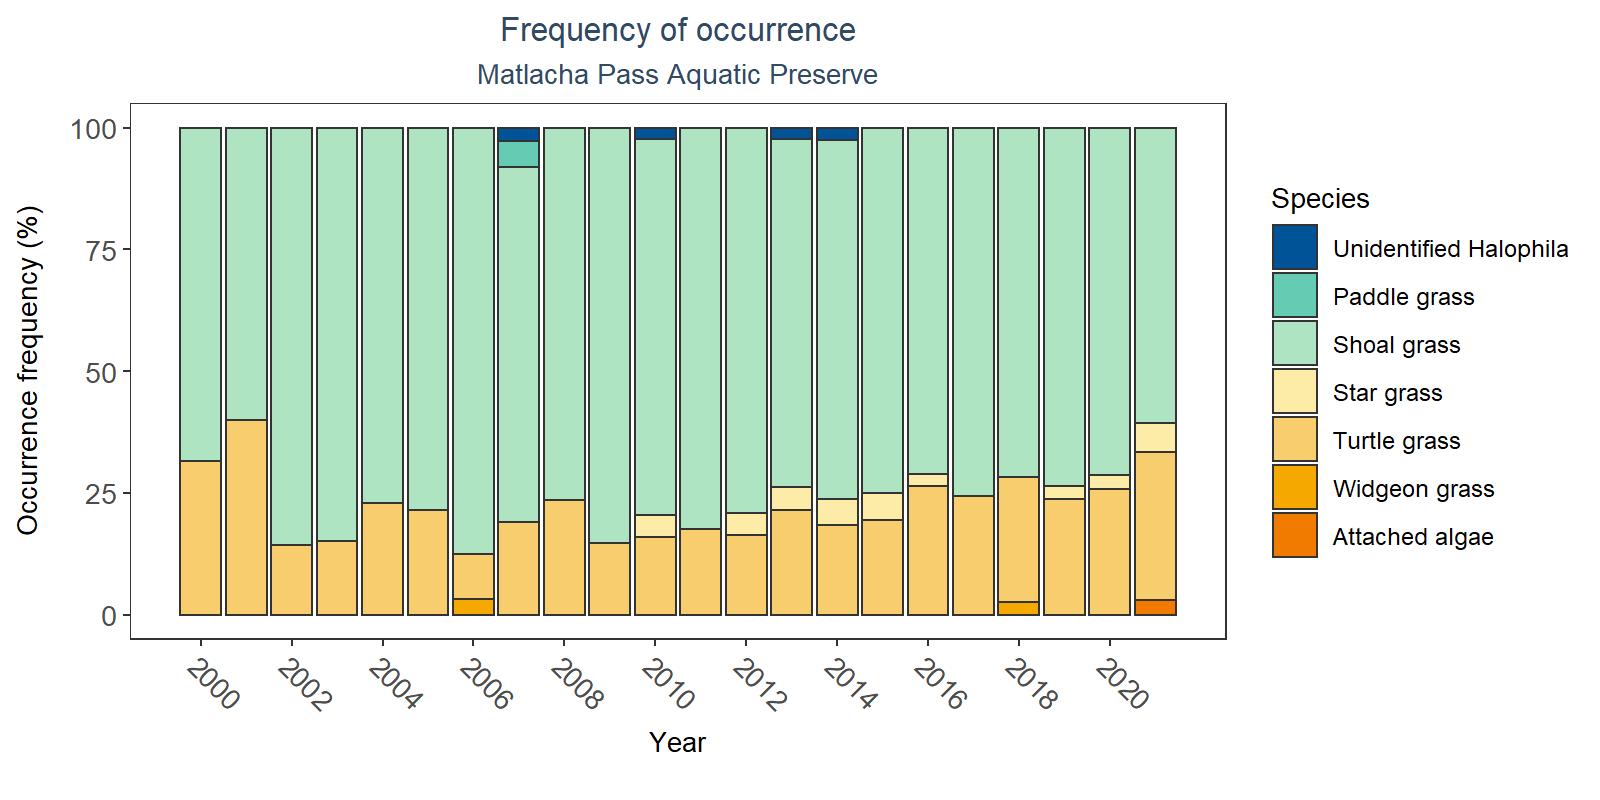 Frequency of occurrence
Matlacha Pass Aquatic Preserve
Occurrence frequency (%)
100
75
50
25
0
2000
2002
2004
2006
2008
2010
2012
2014
2016
2018
2020
Year
Species
Unidentified Halophila
Paddle grass
Shoal grass
Star grass
Turtle grass
Widgeon grass
Attached algae